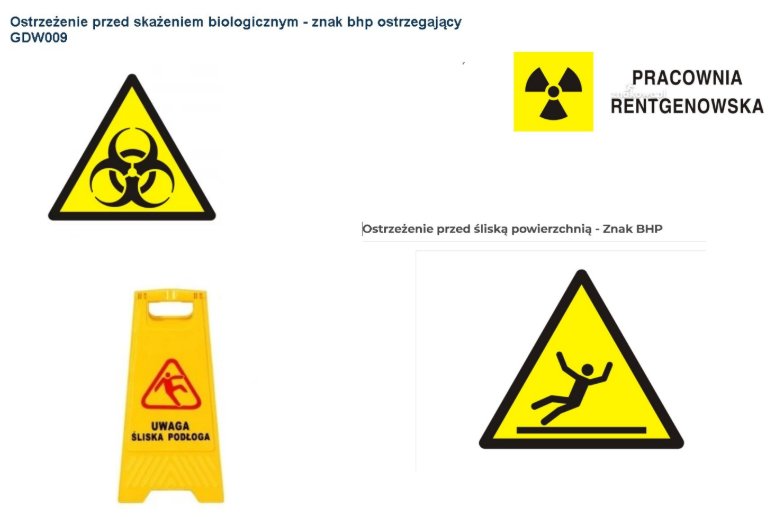 Ostrzeżenie przed skażeniem biologicznym - znak bhp ostrzegający
GDW009
PRACOWNIA
RENTGENOWSKA
Ostrzeżenie przed śliską powierzchnią - Znak BHP
UWAGA
ŚLISKA PODŁOGA